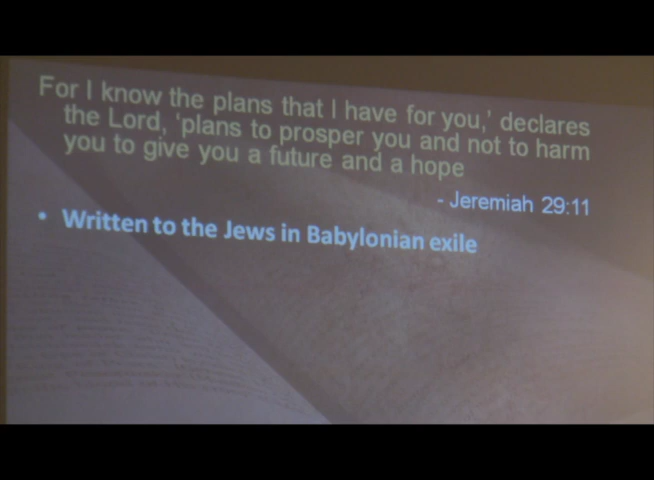 For I know the plans that I have for you,' declares
the Lord, 'plans to prosper you and not to harm
you to give you a future and a hope
- Jeremiah 29:11
• Written to the Jews in Babylonian exile